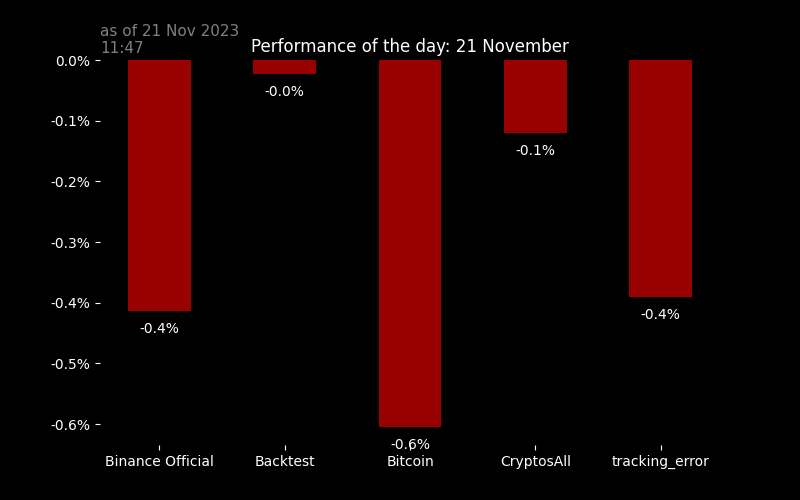 as of 21 Nov 2023
11:47
Performance of the day: 21 November
0.0%
-0.1%
-0.2%
-0.3%
-0.4%
-0.5%
-0.6%
-0.4%
-0.0%
-0.6%
-0.1%
-0.4%
Binance Official
Backtest
Bitcoin
CryptosAll
tracking_error